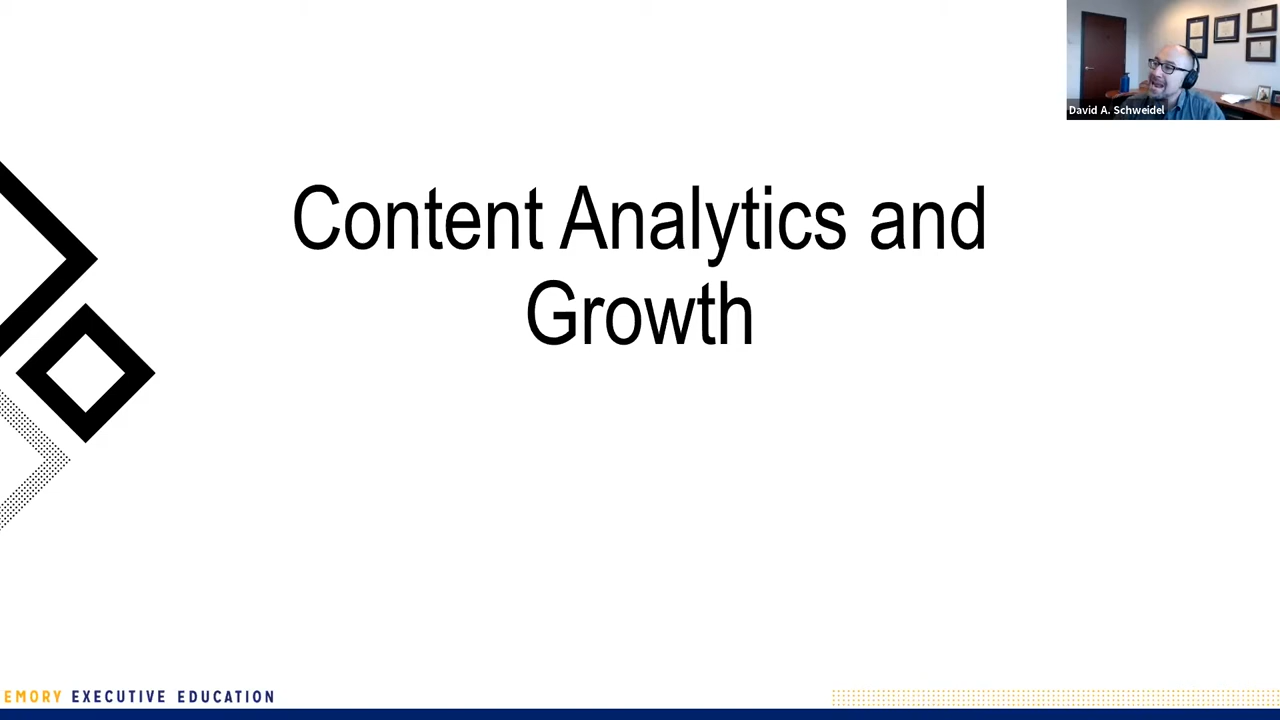 David A. Schweidel
Content Analytics and
Growth
EMORY EXECUTIVE EDUCATION